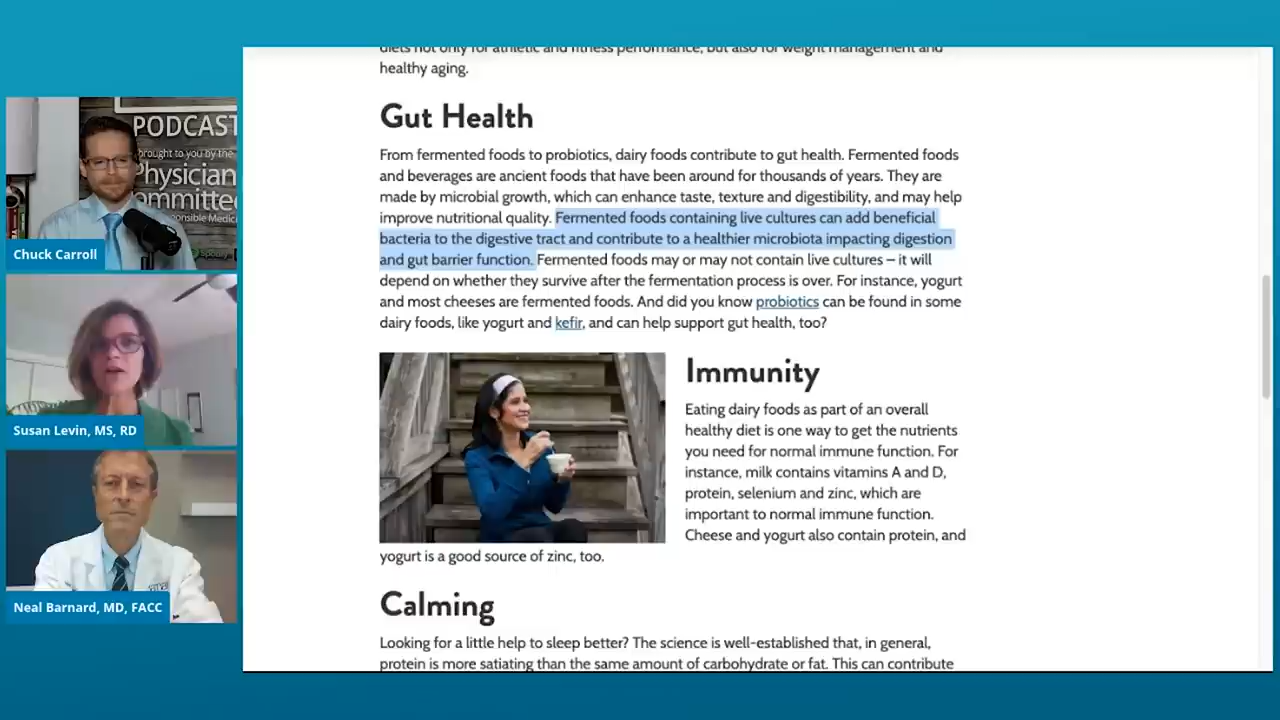 PODCAST
brought to you by the
Physician
ommittee
sponsible Medic
Chuck Carroll
Susan Levin, MS, RD
Neal Barnard, MD, FACC
diets not only for athletic and fitness performance, but also for weight management and
healthy aging.
Gut Health
From fermented foods to probiotics, dairy foods contribute to gut health. Fermented foods
and beverages are ancient foods that have been around for thousands of years. They are
made by microbial growth, which can enhance taste, texture and digestibility, and may help
improve nutritional quality. Fermented foods containing live cultures can add beneficial
bacteria to the digestive tract and contribute to a healthier microbiota impacting digestion
and gut barrier function. Fermented foods may or may not contain live cultures – it will
depend on whether they survive after the fermentation process is over. For instance, yogurt
and most cheeses are fermented foods. And did you know probiotics can be found in some
dairy foods, like yogurt and kefir, and can help support gut health, too?
Immunity
Eating dairy foods as part of an overall
healthy diet is one way to get the nutrients
you need for normal immune function. For
instance, milk contains vitamins A and D,
protein, selenium and zinc, which are
important to normal immune function.
Cheese and yogurt also contain protein, and
yogurt is a good source of zinc, too.
Calming
Looking for a little help to sleep better? The science is well-established that, in general,
protein is more satiating than the same amount of carbohydrate or fat. This can contribute